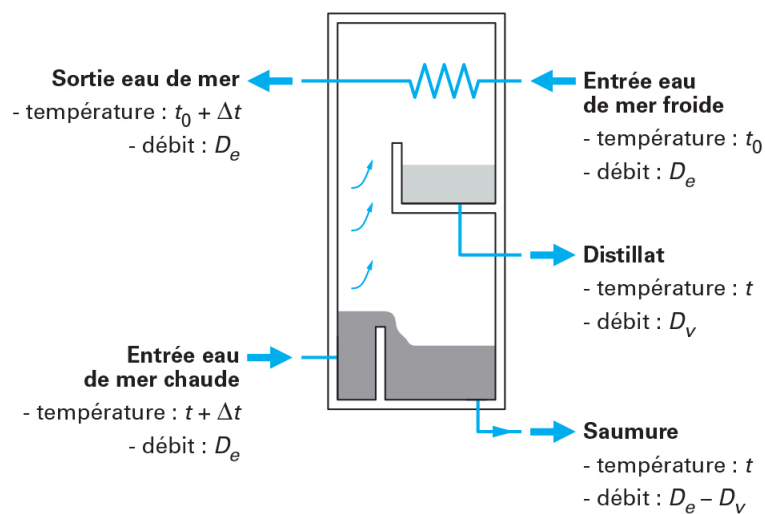 Sortie eau de mer
- température : t₀ + Δt
- débit : Dₑ
Entrée eau
de mer froide
- température : t₀
- débit : Dₑ
Distillat
- température : t
- débit : Dᵥ
Entrée eau
de mer chaude
- température : t + Δt
- débit : Dₑ
Saumure
- température : t
- débit : Dₑ – Dᵥ